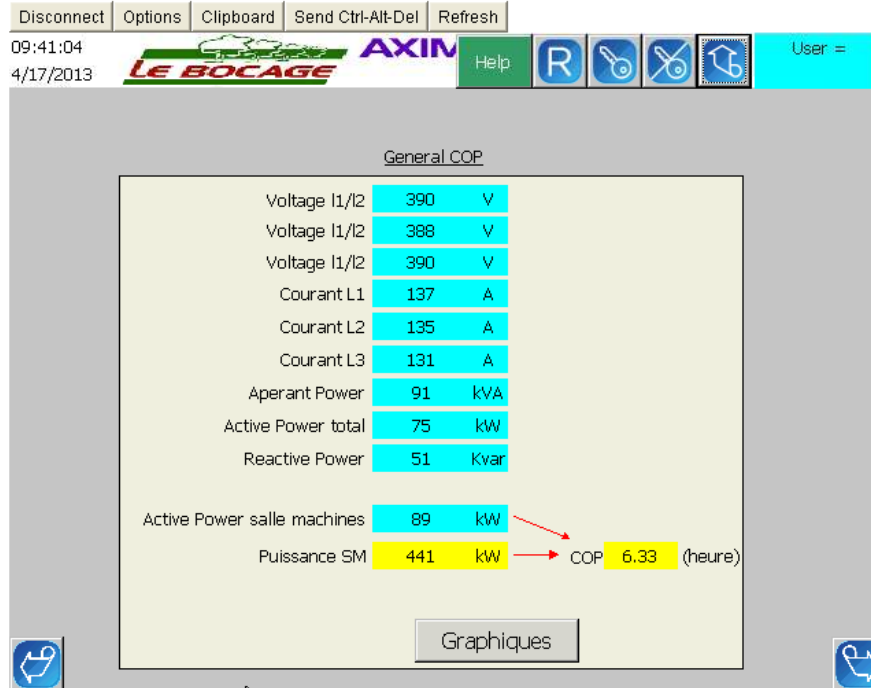 Disconnect Options Clipboard Send Ctrl-Alt-Del Refresh
09:41:04
4/17/2013
LE BOCAGE
AXIM
Help
R
User =
General COP
Voltage l1/l2 390 V
Voltage l1/l2 388 V
Voltage l1/l2 390 V
Courant L1 137 A
Courant L2 135 A
Courant L3 131 A
Aperant Power 91 kVA
Active Power total 75 kW
Reactive Power 51 Kvar
Active Power salle machines 89 kW
Puissance SM 441 kW COP 6.33 (heure)
Graphiques